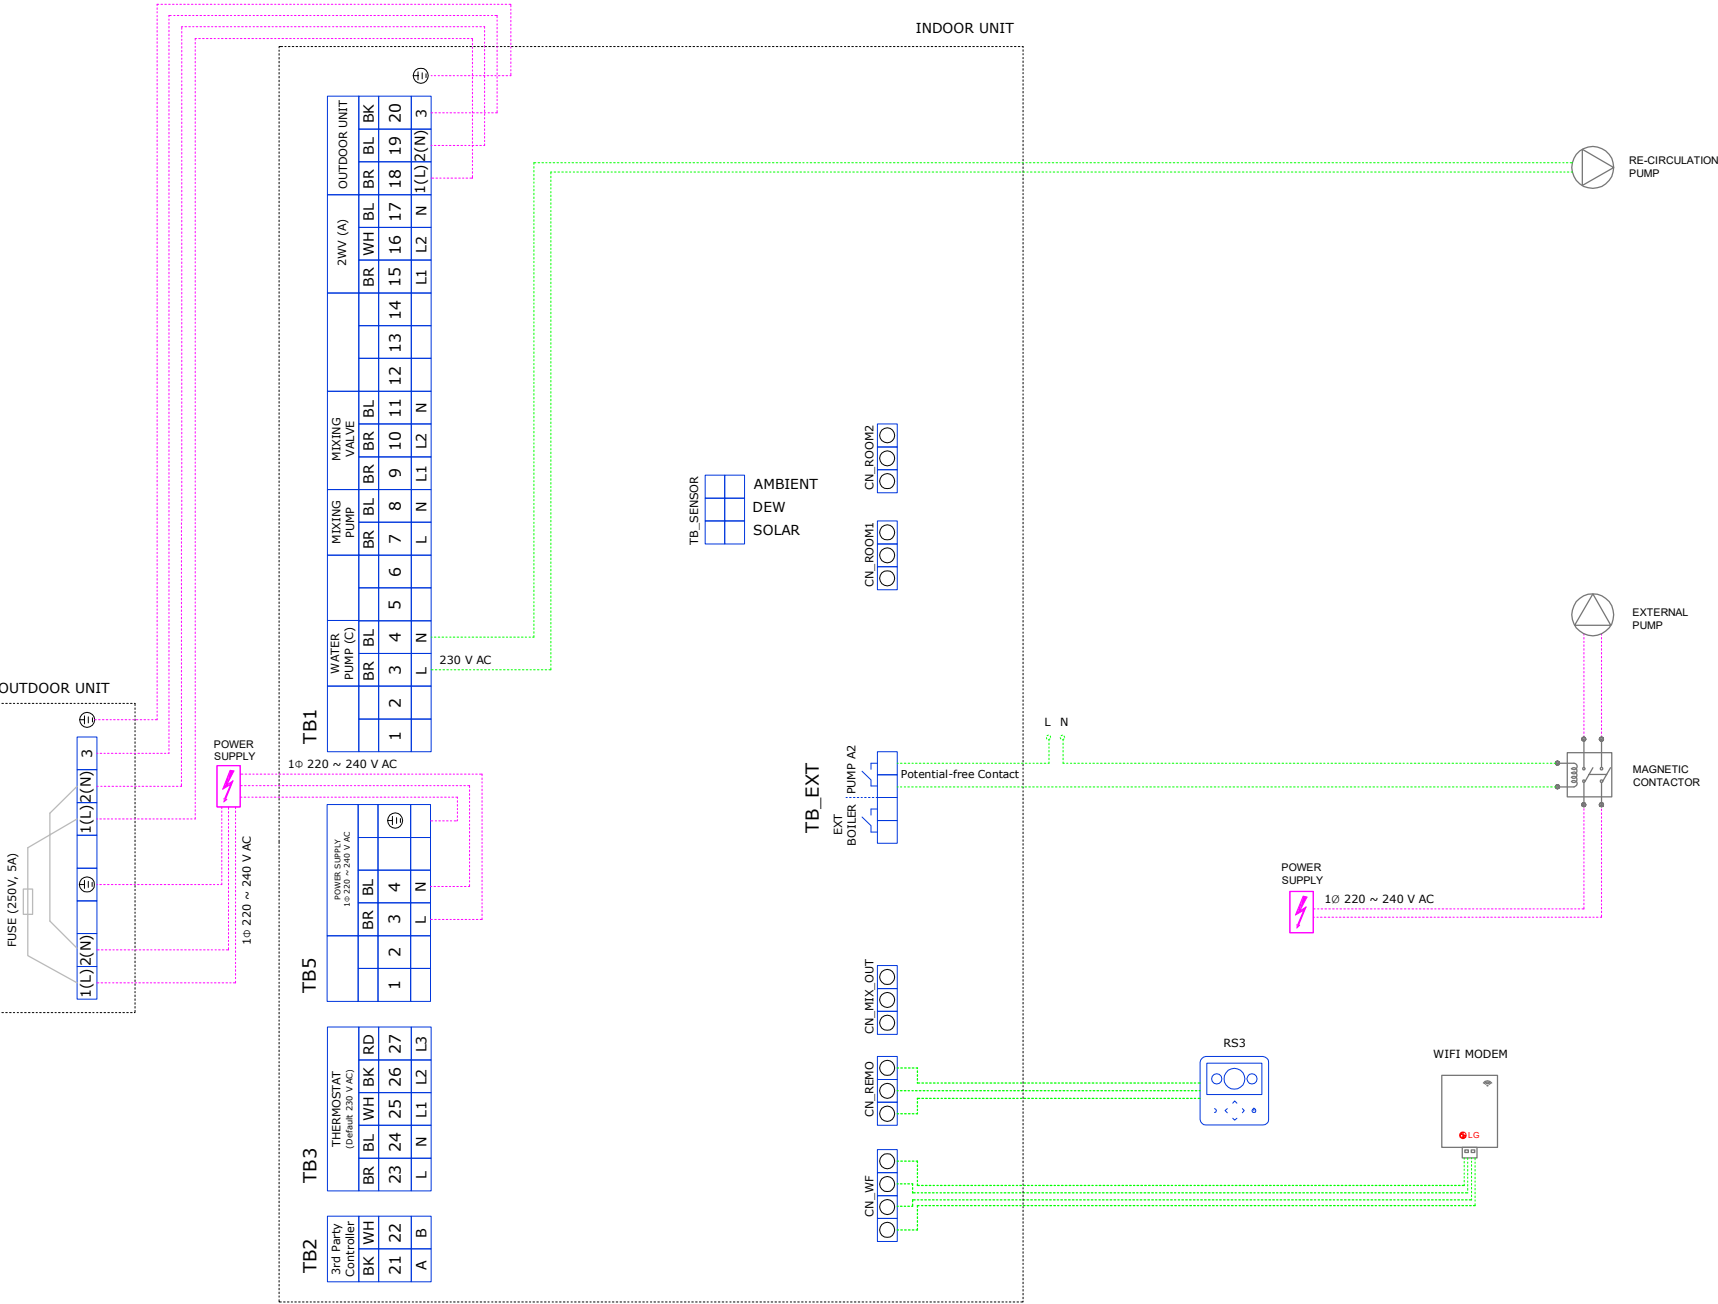 INDOOR UNIT
OUTDOOR UNIT
BK
20
3
BL
19
2(N)
BR
18
1(L)
2WV (A)
BL
17
N
WH
16
L2
BR
15
L1
14
13
12
MIXING
VALVE
BL
11
N
BR
10
L2
BR
9
L1
MIXING
PUMP
BL
8
N
BR
7
L
6
5
WATER
PUMP (C)
BL
4
N
BR
3
L
2
1
TB1
230 V AC
RE-CIRCULATION
PUMP
CN_ROOM2
TB_SENSOR
AMBIENT
DEW
SOLAR
CN_ROOM1
EXTERNAL
PUMP
OUTDOOR UNIT
3
2(N)
1(L)
2(N)
1(L)
FUSE (250V, 5A)
POWER
SUPPLY
1Φ 220 ~ 240 V AC
1Φ 220 ~ 240 V AC
L N
TB_EXT
PUMP A2
EXT
BOILER
Potential-free Contact
MAGNETIC
CONTACTOR
POWER
SUPPLY
1Ø 220 ~ 240 V AC
TB5
POWER SUPPLY
1Φ 220 ~ 240 V AC
BL
4
N
BR
3
L
2
1
CN_MIX_OUT
CN_REMO
RS3
WIFI MODEM
LG
CN_WF
TB3
THERMOSTAT
(Default 230 V AC)
RD
27
L3
BK
26
L2
WH
25
L1
BL
24
N
BR
23
L
TB2
3rd Party
Controller
WH
22
B
BK
21
A